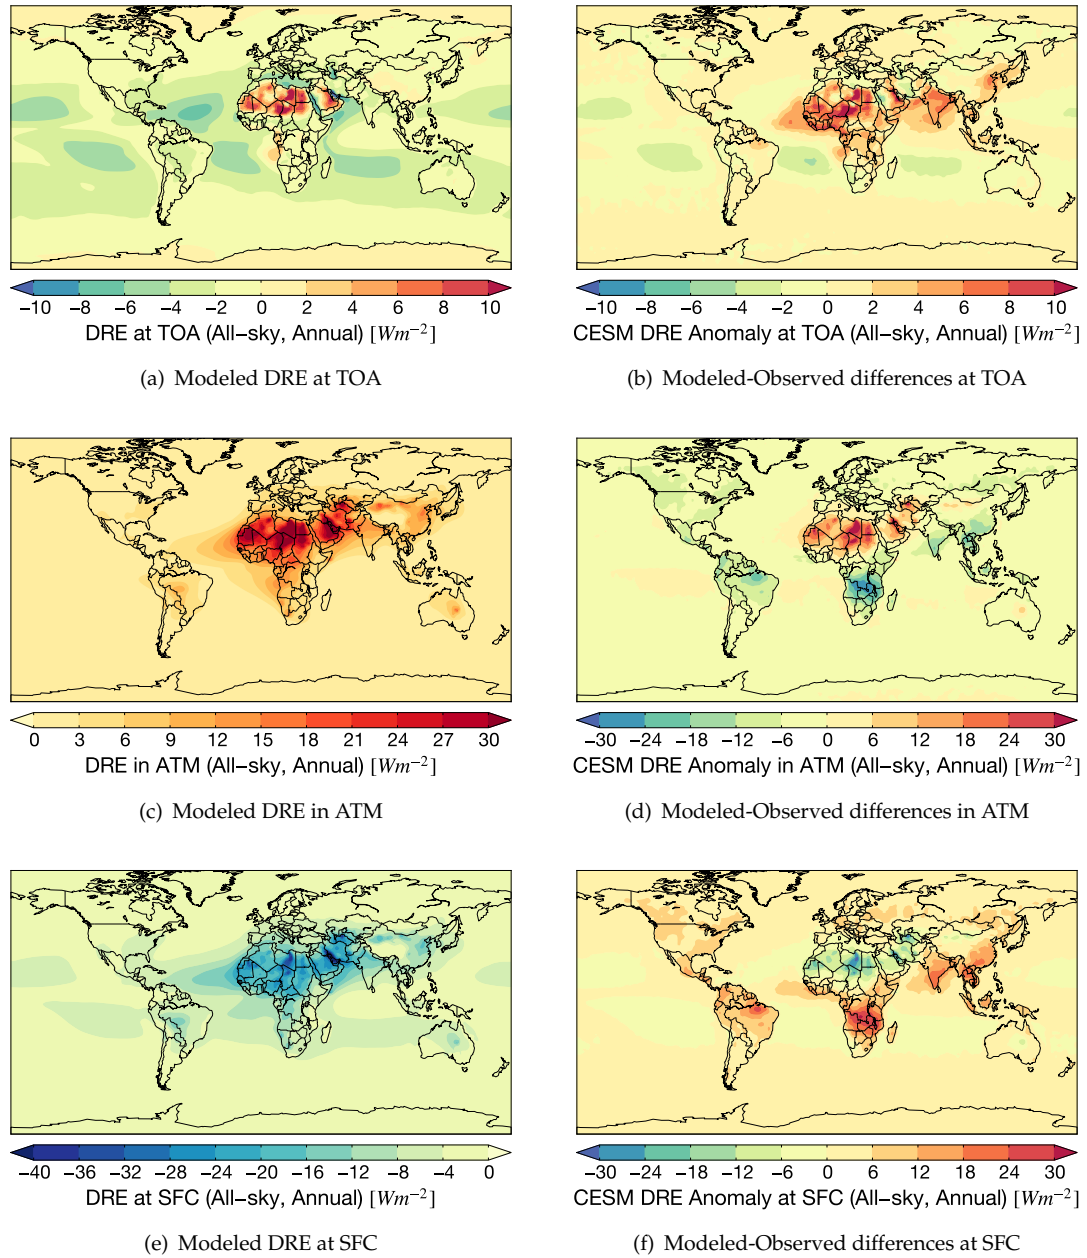 −10 −8 −6 −4 −2 0 2 4 6 8 10
DRE at TOA (All−sky, Annual) [Wm⁻²]
(a) Modeled DRE at TOA
−10 −8 −6 −4 −2 0 2 4 6 8 10
CESM DRE Anomaly at TOA (All−sky, Annual) [Wm⁻²]
(b) Modeled-Observed differences at TOA
0 3 6 9 12 15 18 21 24 27 30
DRE in ATM (All−sky, Annual) [Wm⁻²]
(c) Modeled DRE in ATM
−30 −24 −18 −12 −6 0 6 12 18 24 30
CESM DRE Anomaly in ATM (All−sky, Annual) [Wm⁻²]
(d) Modeled-Observed differences in ATM
−40 −36 −32 −28 −24 −20 −16 −12 −8 −4 0
DRE at SFC (All−sky, Annual) [Wm⁻²]
(e) Modeled DRE at SFC
−30 −24 −18 −12 −6 0 6 12 18 24 30
CESM DRE Anomaly at SFC (All−sky, Annual) [Wm⁻²]
(f) Modeled-Observed differences at SFC